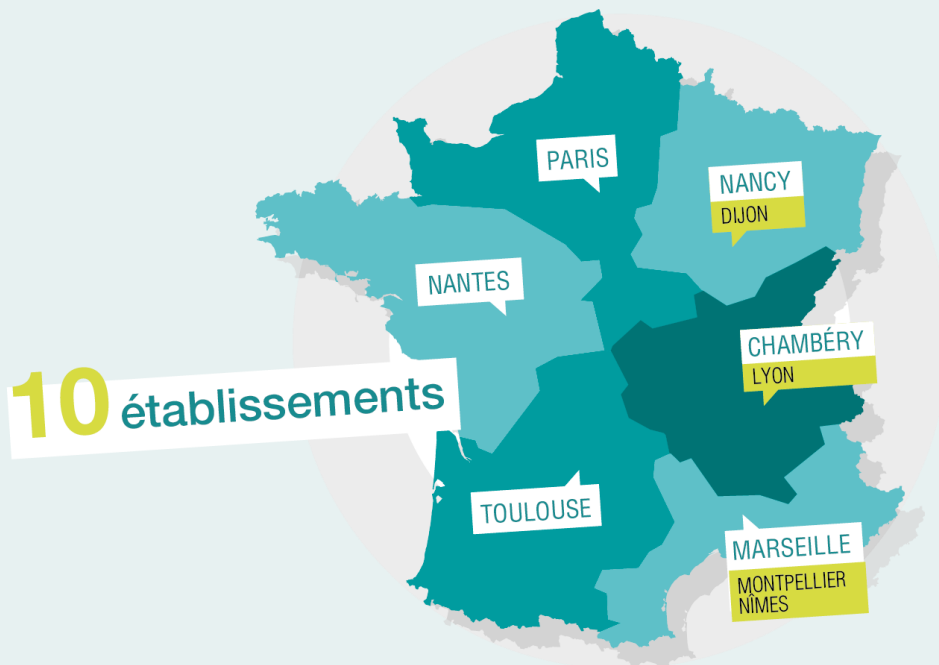 PARIS
NANCY
DIJON
NANTES
CHAMBÉRY
LYON
10 établissements
TOULOUSE
MARSEILLE
MONTPELLIER
NÎMES